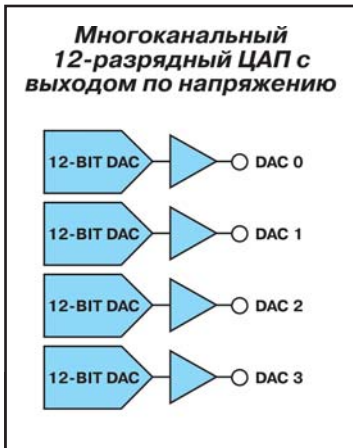 Многоканальный
12-разрядный ЦАП с
выходом по напряжению
12-BIT DAC DAC 0
12-BIT DAC DAC 1
12-BIT DAC DAC 2
12-BIT DAC DAC 3